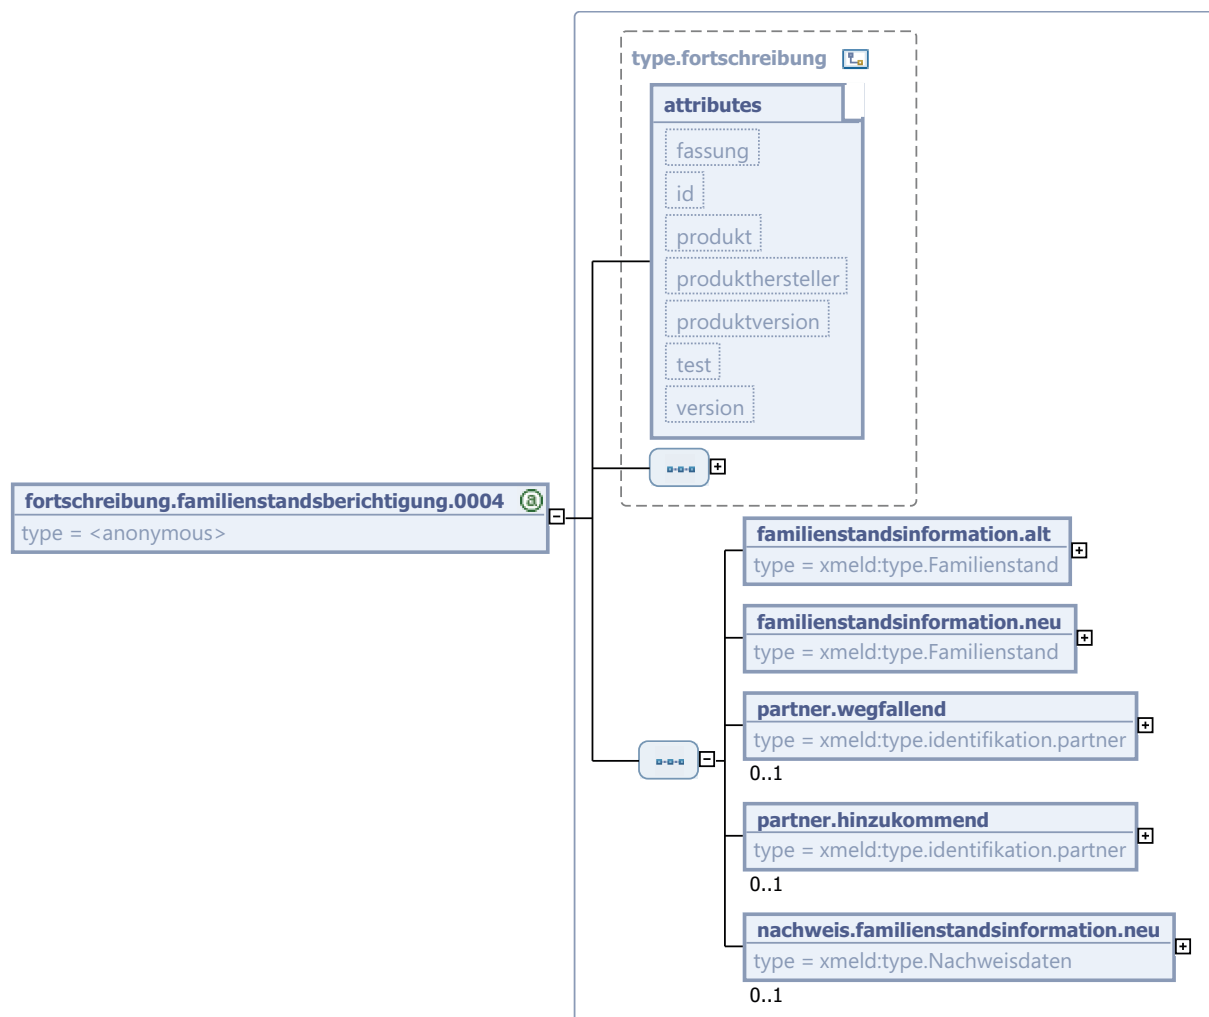 type.fortschreibung
attributes
fassung
id
produkt
produkthersteller
produktversion
test
version
fortschreibung.familienstandsberichtigung.0004
type = <anonymous>
familienstandsinformation.alt
type = xmeld:type.Familienstand
familienstandsinformation.neu
type = xmeld:type.Familienstand
partner.wegfallend
type = xmeld:type.identifikation.partner
0..1
partner.hinzukommend
type = xmeld:type.identifikation.partner
0..1
nachweis.familienstandsinformation.neu
type = xmeld:type.Nachweisdaten
0..1